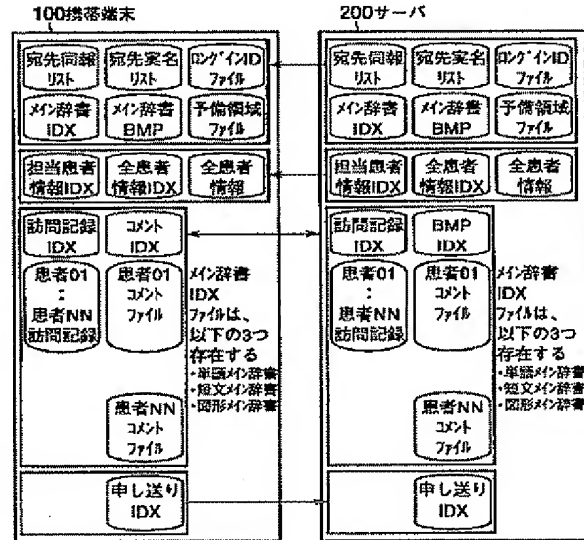 100携帯端末
宛先同報
リスト
宛先実名
リスト
ロングインID
ファイル
メイン辞書
IDX
メイン辞書
BMP
予備領域
ファイル
担当患者
情報IDX
全患者
情報IDX
全患者
情報
訪問記録
IDX
コメント
IDX
患者01
:
患者NN
訪問記録
患者01
コメント
ファイル
メイン辞書
IDX
ファイルは、
以下の3つ
存在する
・単語メイン辞書
・短文メイン辞書
・図形メイン辞書
患者NN
コメント
ファイル
申し送り
IDX
200サーバ
宛先同報
リスト
宛先実名
リスト
ロングインID
ファイル
メイン辞書
IDX
メイン辞書
BMP
予備領域
ファイル
担当患者
情報IDX
全患者
情報IDX
全患者
情報
訪問記録
IDX
BMP
IDX
患者01
:
患者NN
訪問記録
患者01
コメント
ファイル
メイン辞書
IDX
ファイルは、
以下の3つ
存在する
・単語メイン辞書
・短文メイン辞書
・図形メイン辞書
患者NN
コメント
ファイル
申し送り
IDX